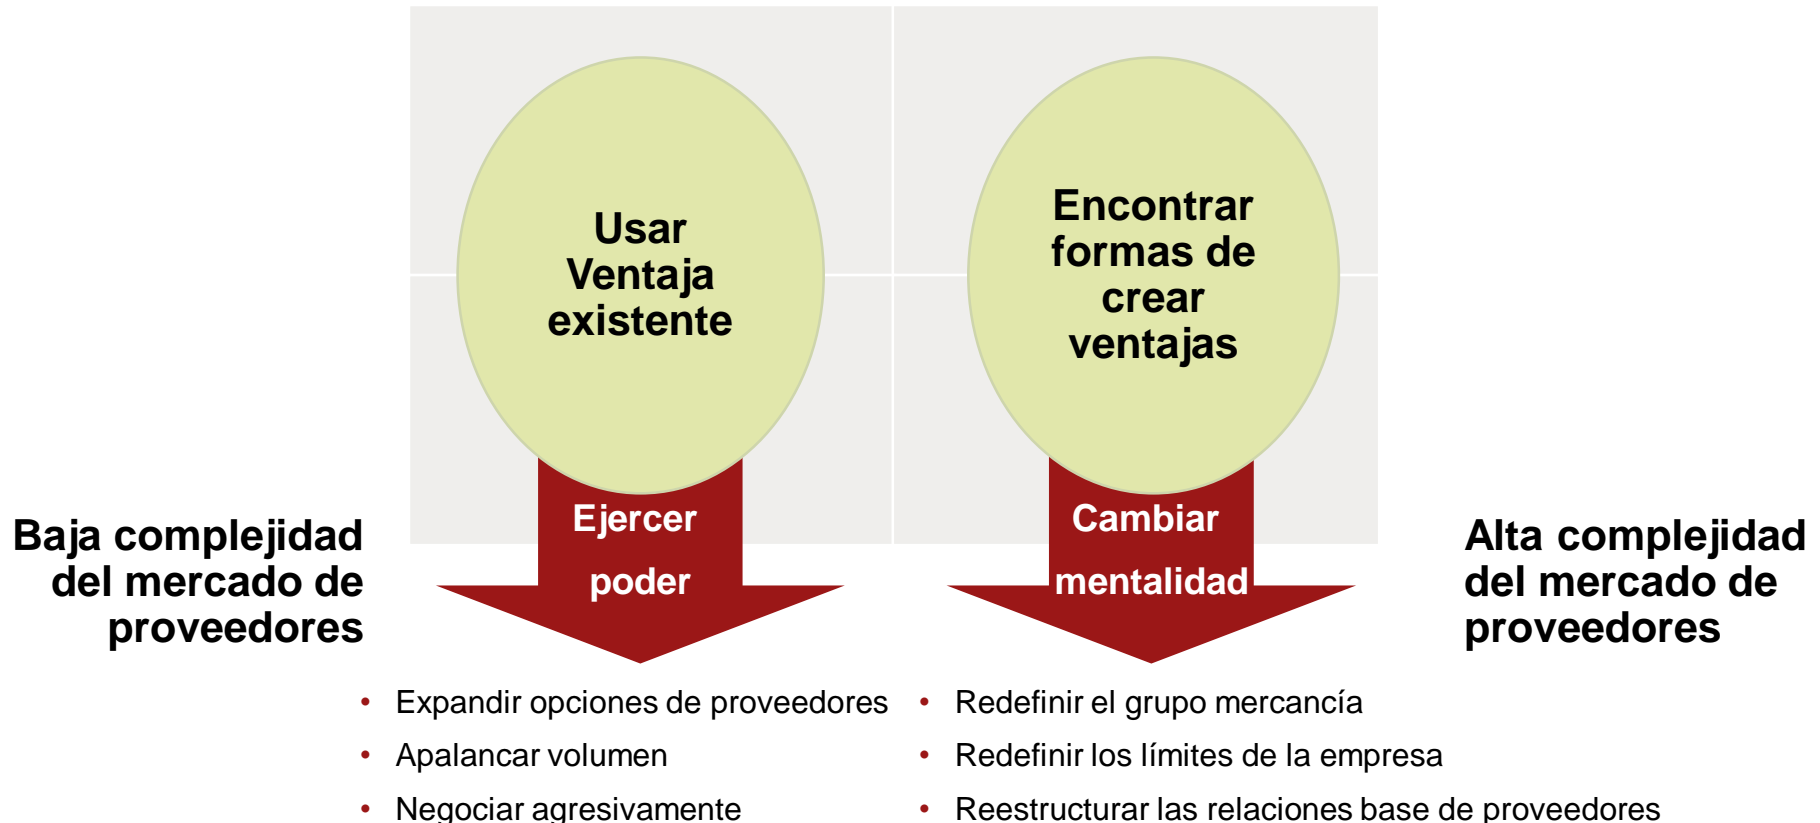 Usar
Ventaja
existente
Encontrar
formas de
crear
ventajas
Ejercer
poder
Cambiar
mentalidad
Baja complejidad
del mercado de
proveedores
Alta complejidad
del mercado de
proveedores
• Expandir opciones de proveedores
• Apalancar volumen
• Negociar agresivamente
• Redefinir el grupo mercancía
• Redefinir los límites de la empresa
• Reestructurar las relaciones base de proveedores